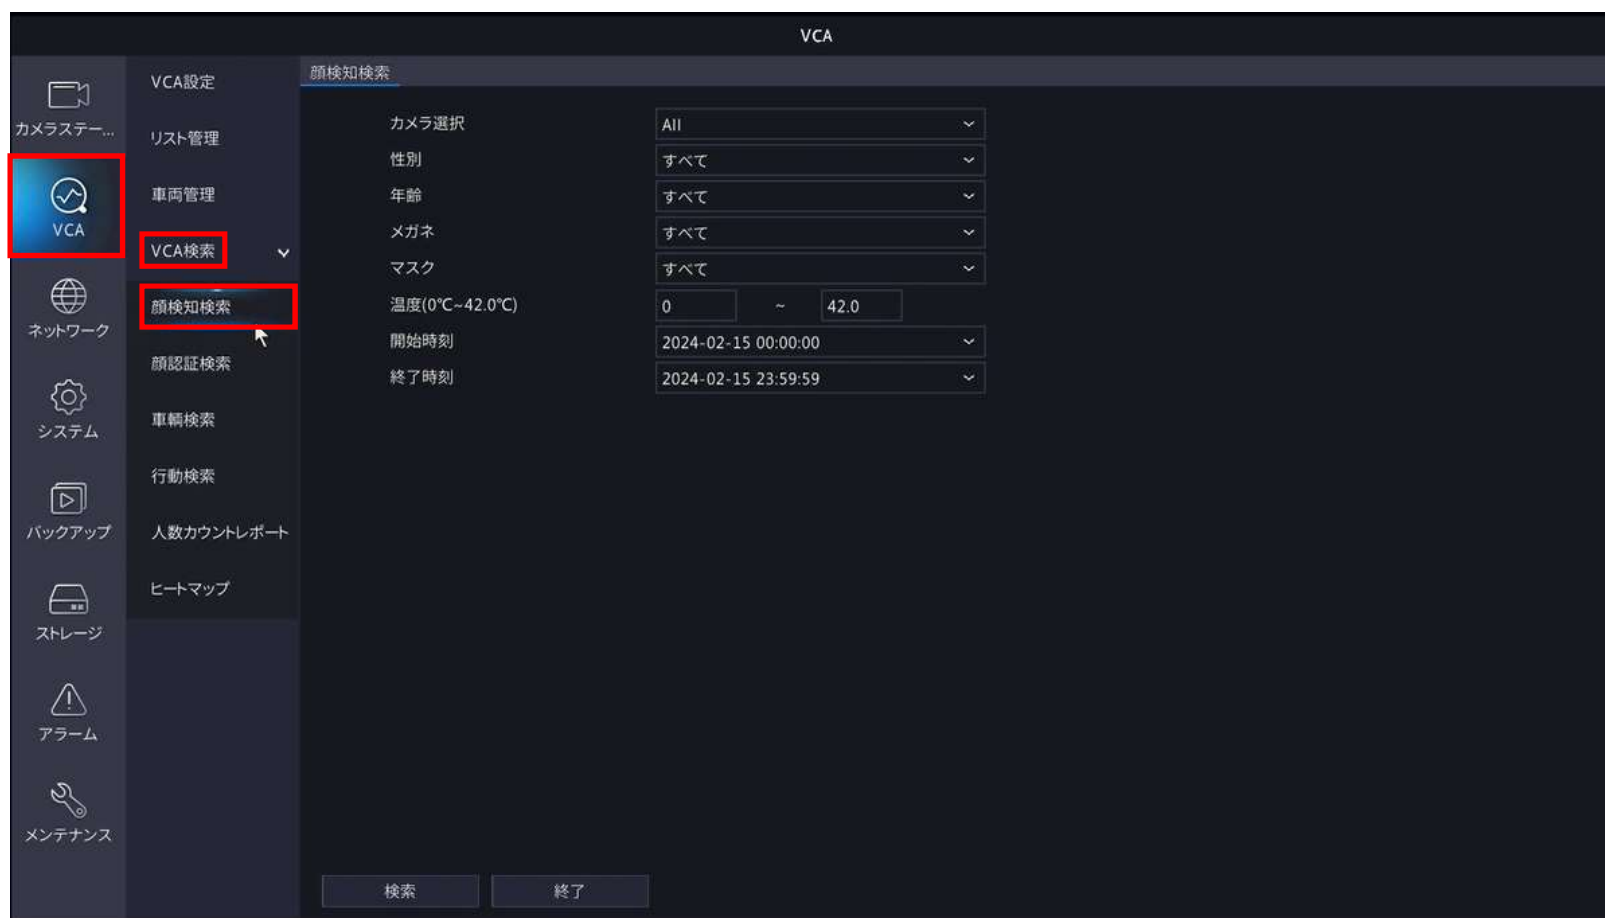 VCA
カメラステー...
VCA
ネットワーク
システム
バックアップ
ストレージ
アラーム
メンテナンス
VCA設定
リスト管理
車両管理
VCA検索
顔検知検索
顔認証検索
車輌検索
行動検索
人数カウントレポート
ヒートマップ
顔検知検索
カメラ選択 All
性別 すべて
年齢 すべて
メガネ すべて
マスク すべて
温度(0℃~42.0℃) 0 ~ 42.0
開始時刻 2024-02-15 00:00:00
終了時刻 2024-02-15 23:59:59
検索 終了